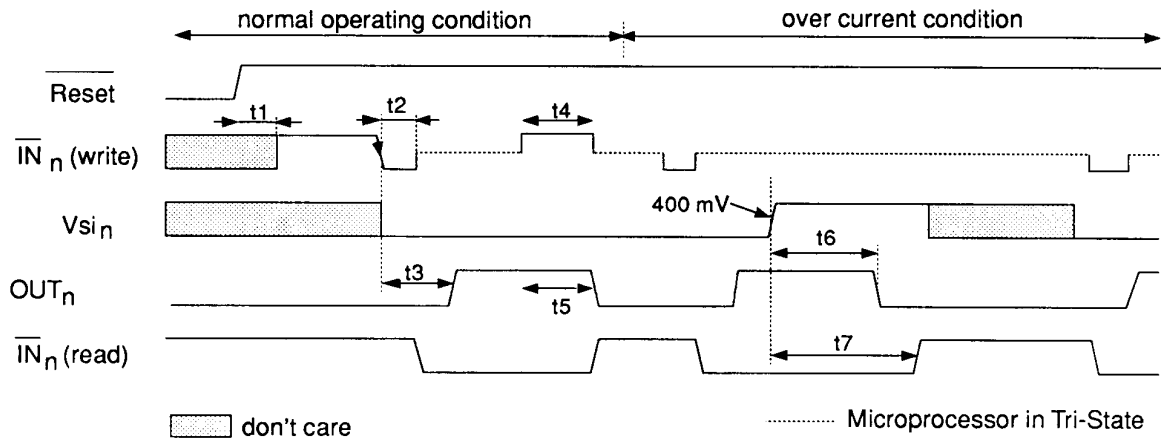 normal operating condition
over current condition
Reset
t1
t2
t4
IN n (write)
400 mV
Vsi n
t6
t3
OUT n
t5
t7
IN n (read)
don't care
Microprocessor in Tri-State